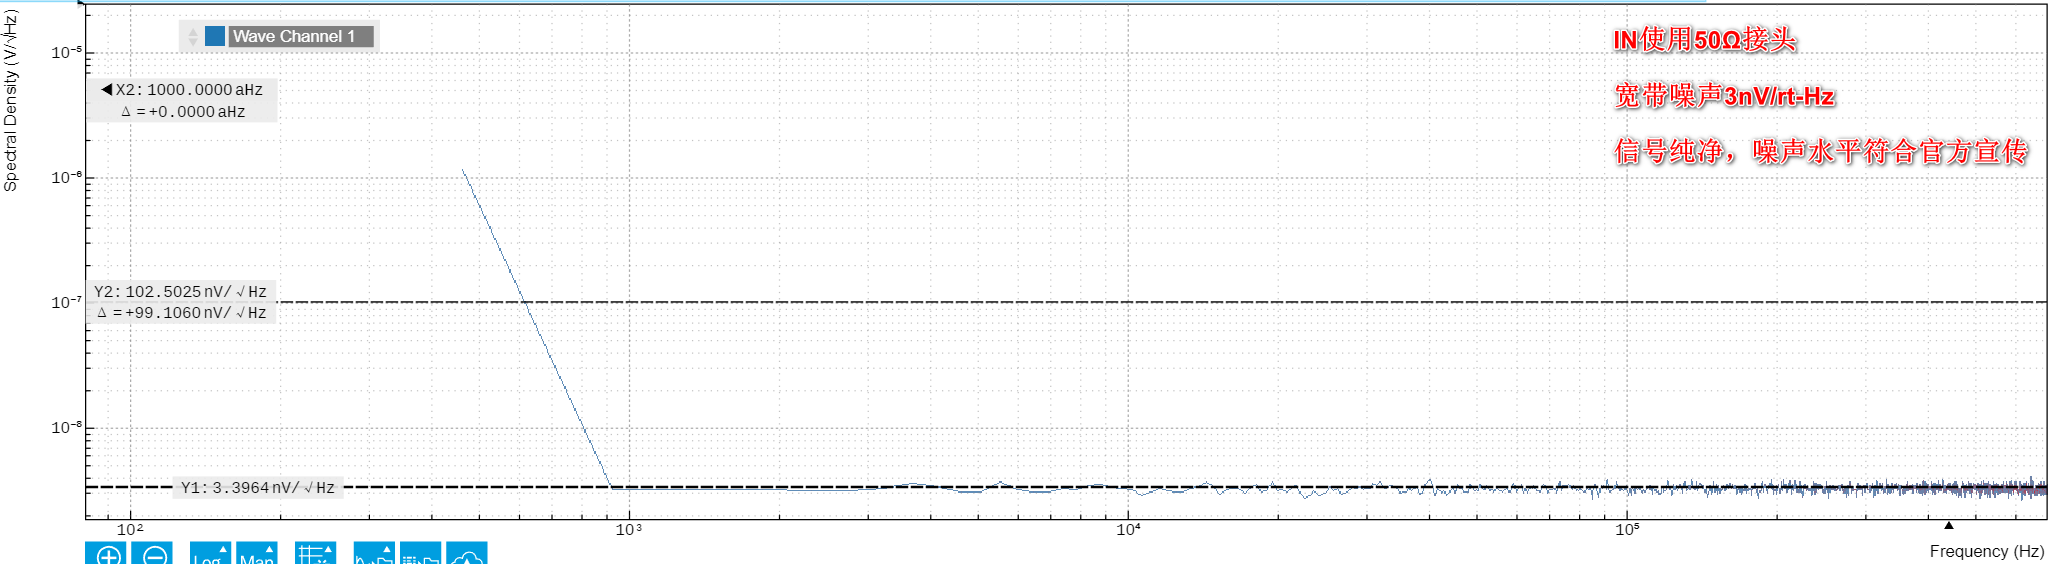 Wave Channel 1
IN使用50Ω接头
宽带噪声3nV/rt-Hz
信号纯净，噪声水平符合官方宣传
Spectral Density (V/√Hz)
10⁻⁵
X2: 1000.0000 aHz
Δ = +0.0000 aHz
10⁻⁶
Y2: 102.5025 nV/√Hz
Δ = +99.1060 nV/√Hz
10⁻⁷
10⁻⁸
Y1: 3.3964 nV/√Hz
10² 10³ 10⁴ 10⁵
Frequency (Hz)
Log
Man